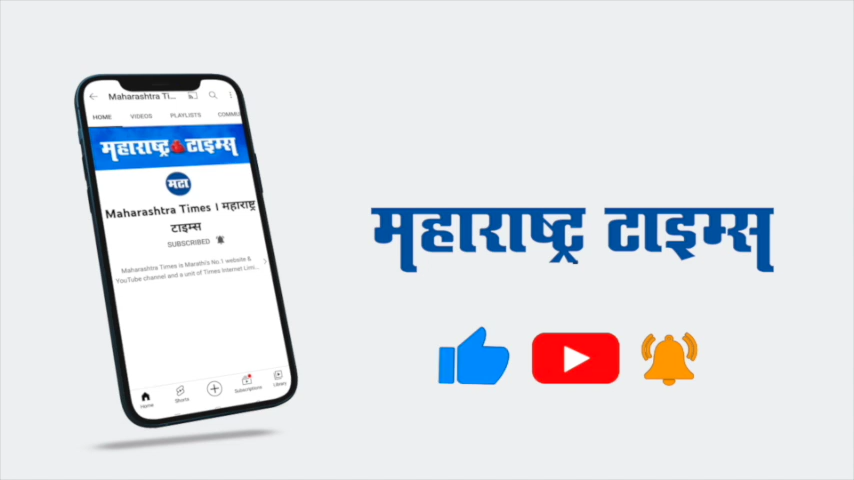 Maharashtra Ti...
HOME VIDEOS PLAYLISTS COMMU
महाराष्ट्र टाइम्स
मटा
Maharashtra Times । महाराष्ट्र
टाइम्स
SUBSCRIBED
Maharashtra Times is Marathi's No.1 website &
YouTube channel and a unit of Times Internet Limi...
Home Shorts Subscriptions Library
महाराष्ट्र टाइम्स